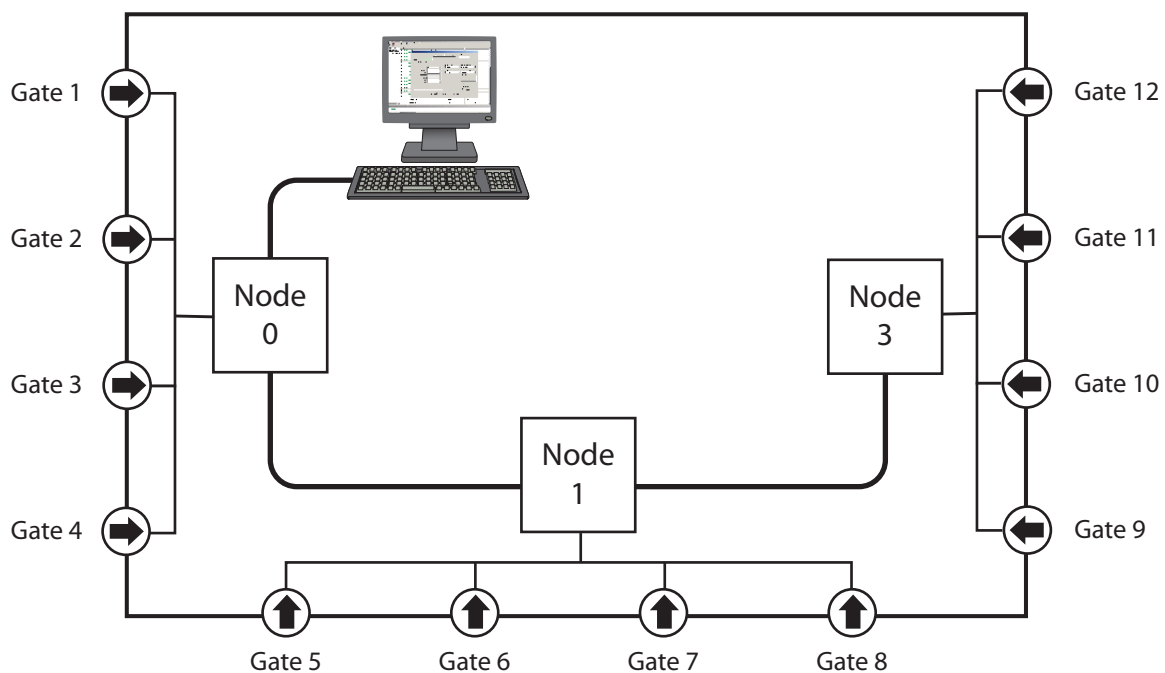 Gate 1
Gate 12
Gate 2
Gate 11
Node
0
Node
3
Gate 3
Gate 10
Node
1
Gate 4
Gate 9
Gate 5
Gate 6
Gate 7
Gate 8